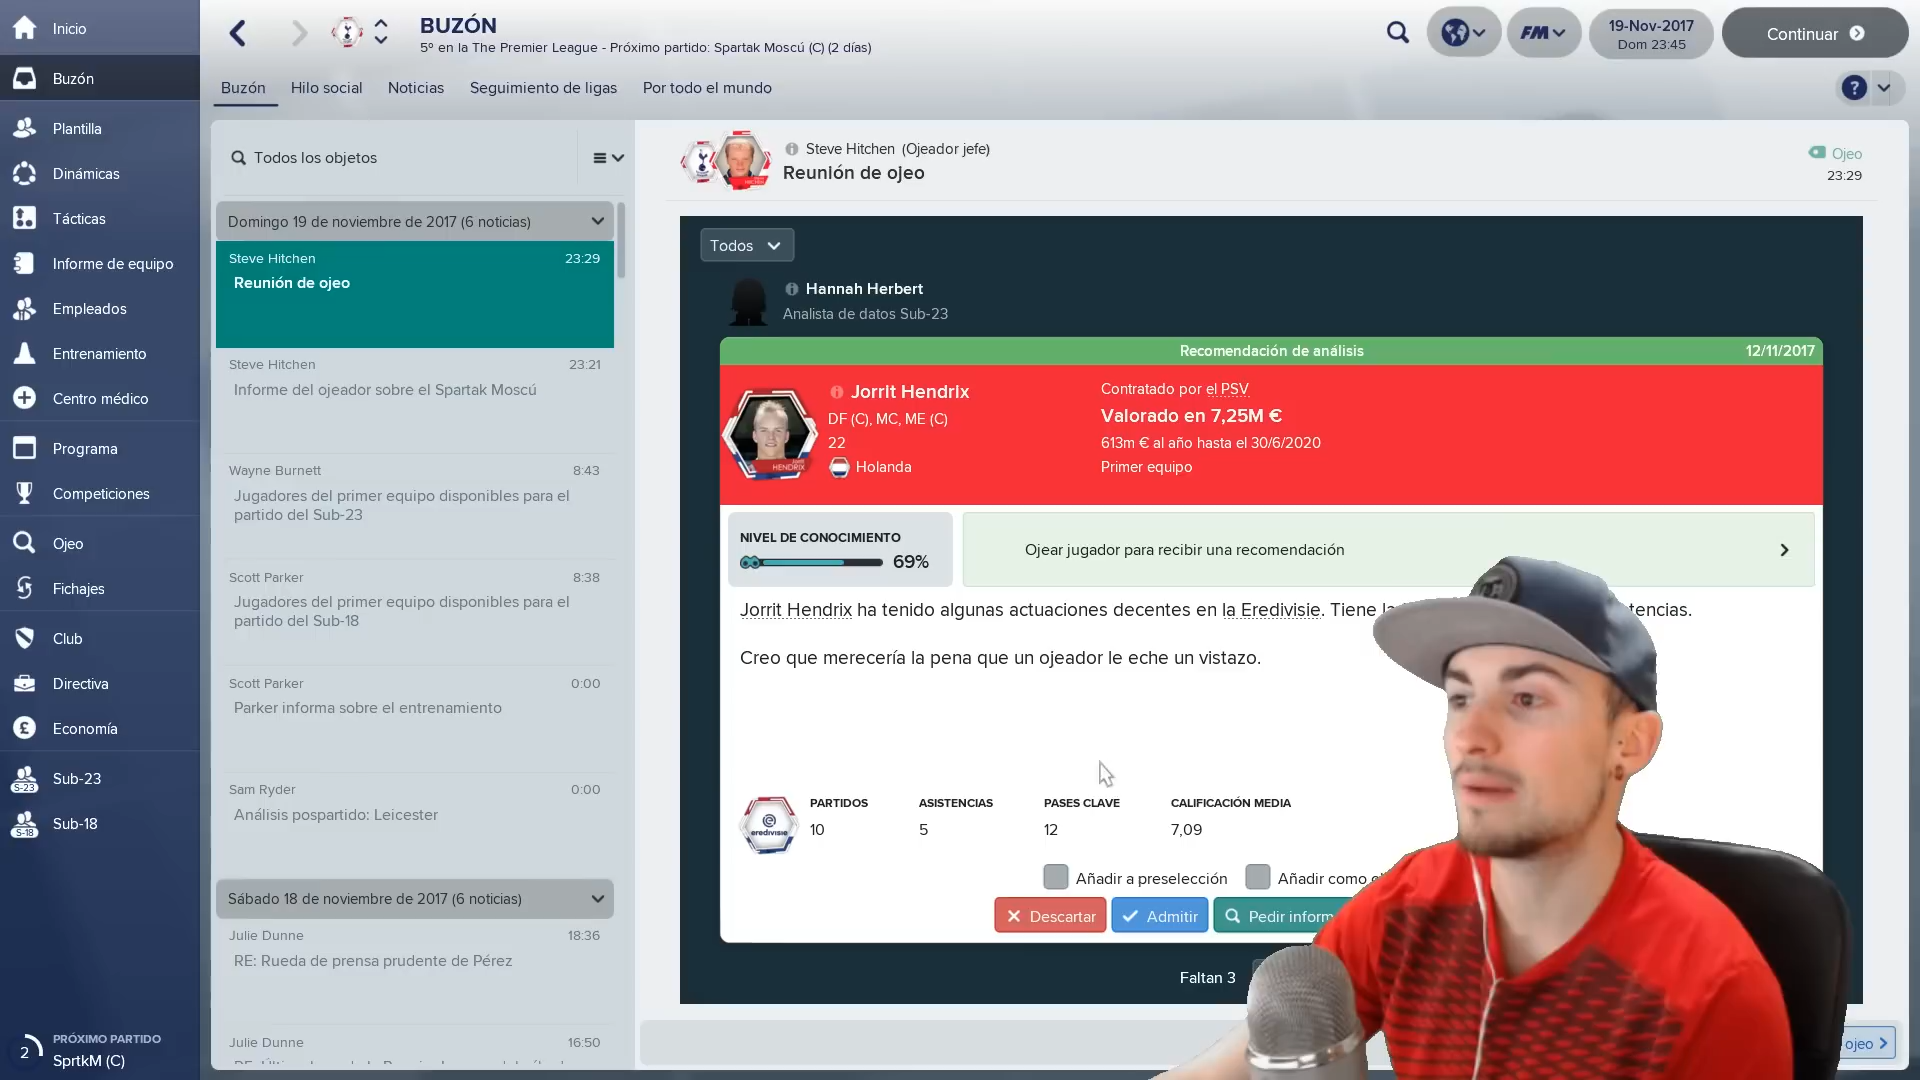 Inicio
Buzón
Plantilla
Dinámicas
Tácticas
Informe de equipo
Empleados
Entrenamiento
Centro médico
Programa
Competiciones
Ojeo
Fichajes
Club
Directiva
Economía
S-23
Sub-23
S-18
Sub-18
2
PRÓXIMO PARTIDO
SprtkM (C)
BUZÓN
5º en la The Premier League - Próximo partido: Spartak Moscú (C) (2 días)
FM
19-Nov-2017
Dom 23:45
Continuar
Buzón
Hilo social
Noticias
Seguimiento de ligas
Por todo el mundo
?
Todos los objetos
Domingo 19 de noviembre de 2017 (6 noticias)
Steve Hitchen 23:29
Reunión de ojeo
Steve Hitchen 23:21
Informe del ojeador sobre el Spartak Moscú
Wayne Burnett 8:43
Jugadores del primer equipo disponibles para el
partido del Sub-23
Scott Parker 8:38
Jugadores del primer equipo disponibles para el
partido del Sub-18
Scott Parker 0:00
Parker informa sobre el entrenamiento
Sam Ryder 0:00
Análisis pospartido: Leicester
Sábado 18 de noviembre de 2017 (6 noticias)
Julie Dunne 18:36
RE: Rueda de prensa prudente de Pérez
Julie Dunne 16:50
Steve Hitchen (Ojeador jefe)
Reunión de ojeo
Ojeo
23:29
Todos
Hannah Herbert
Analista de datos Sub-23
Recomendación de análisis 12/11/2017
HENDRIX
Jorrit Hendrix
DF (C), MC, ME (C)
22
Holanda
Contratado por el PSV
Valorado en 7,25M €
613m € al año hasta el 30/6/2020
Primer equipo
NIVEL DE CONOCIMIENTO
69%
Ojear jugador para recibir una recomendación
Jorrit Hendrix ha tenido algunas actuaciones decentes en la Eredivisie. Tiene tencias.
Creo que merecería la pena que un ojeador le eche un vistazo.
eredivisie
PARTIDOS ASISTENCIAS PASES CLAVE CALIFICACIÓN MEDIA
10 5 12 7,09
Añadir a preselección Añadir como
Descartar Admitir Pedir inform
Faltan 3
ojeo